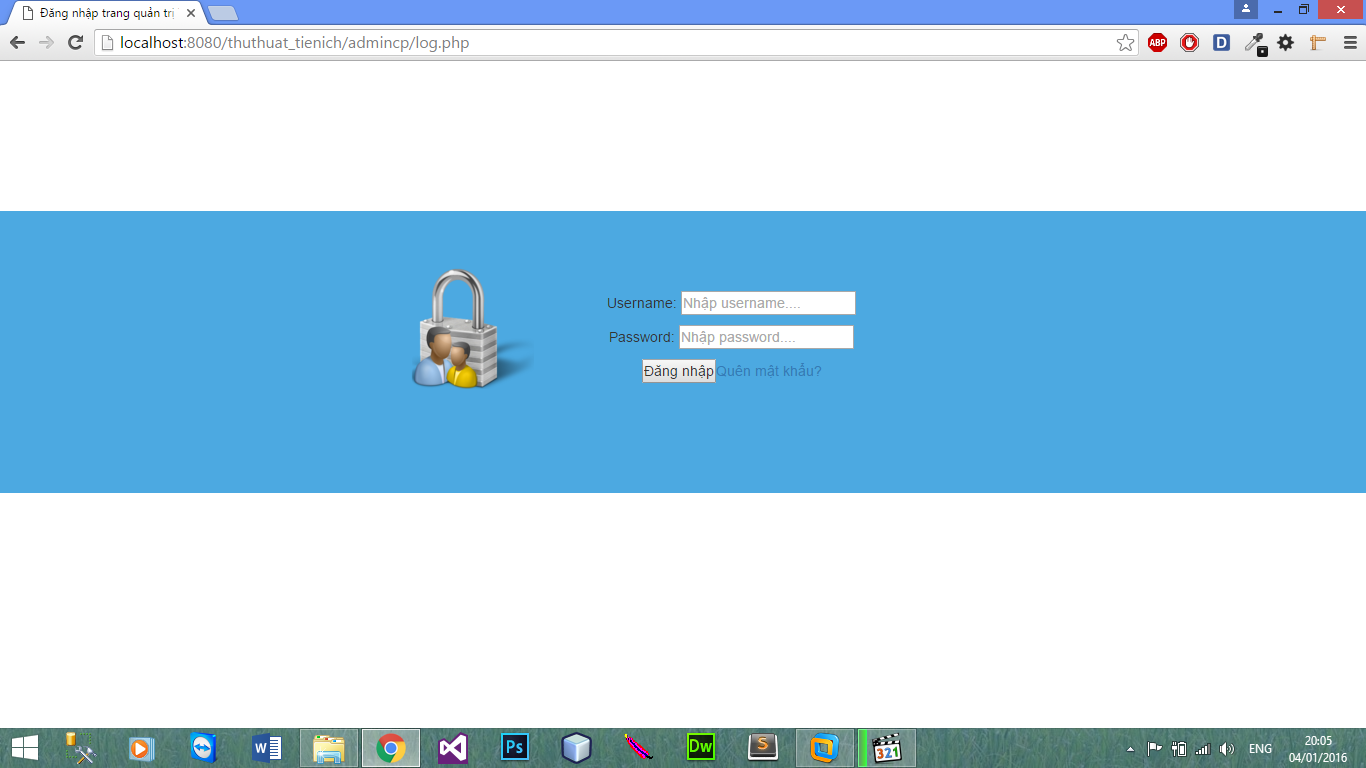 Đăng nhập trang quản trị
localhost:8080/thuthuat_tienich/admincp/log.php
ABP
D
Username: Nhập username....
Password: Nhập password....
Đăng nhập Quên mật khẩu?
W
Ps
Dw
S
321
ENG
20:05
04/01/2016